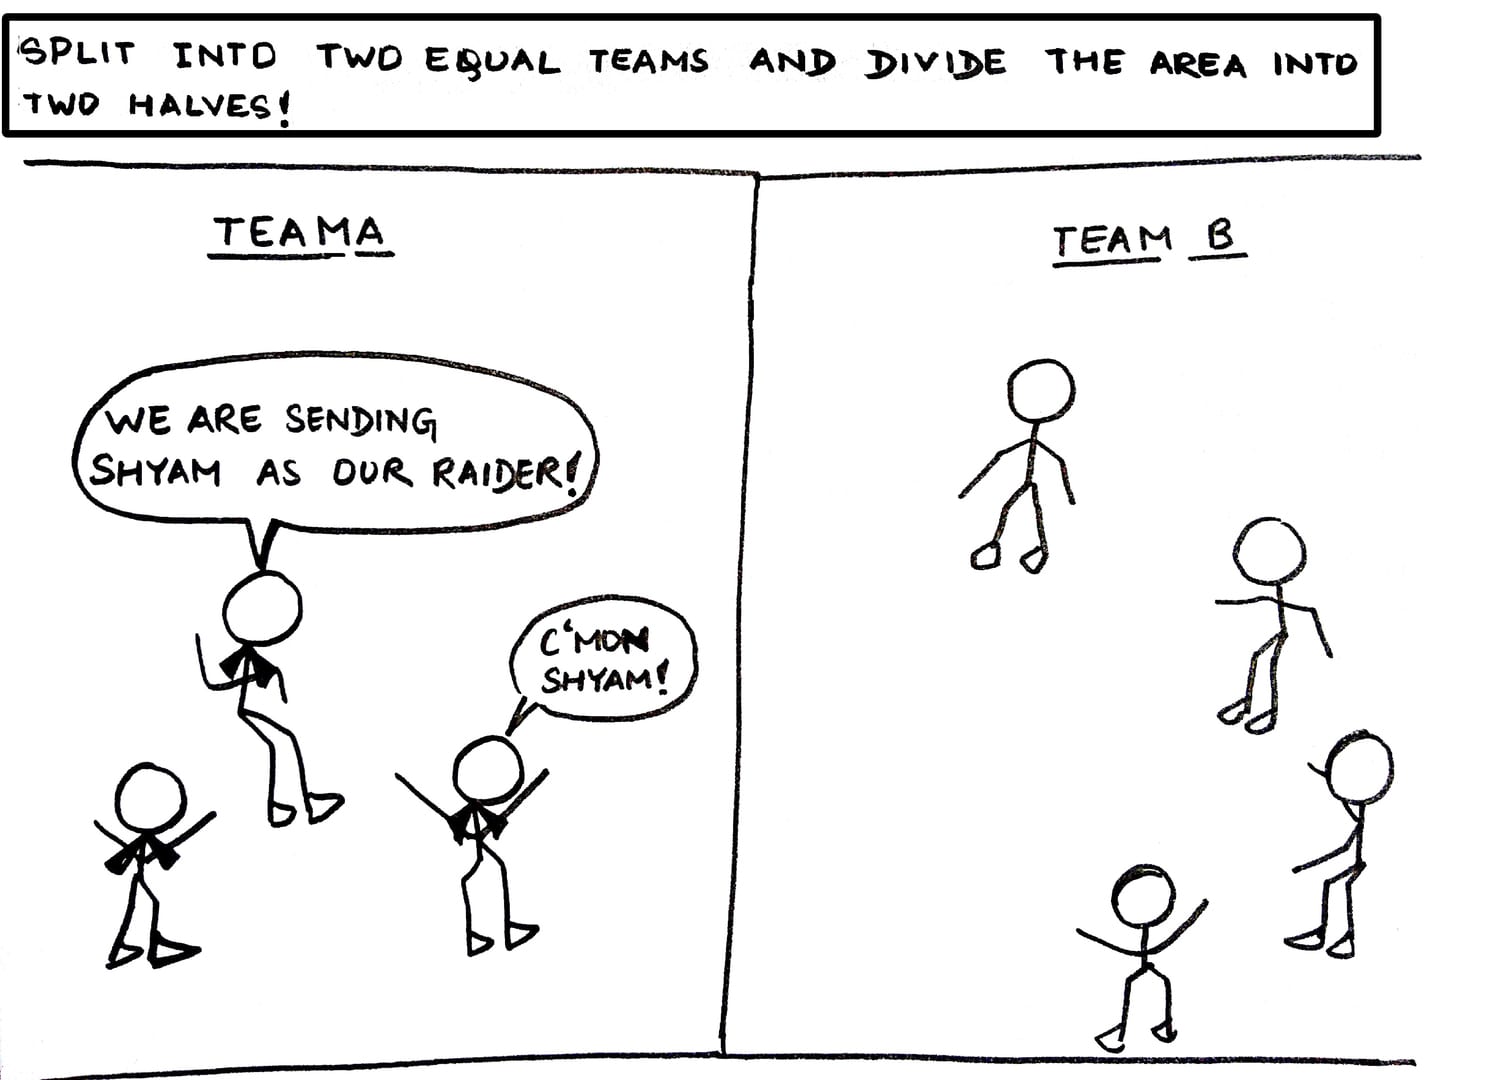 SPLIT INTO TWO EQUAL TEAMS AND DIVIDE THE AREA INTO
TWO HALVES!
TEAM A
TEAM B
WE ARE SENDING
SHYAM AS OUR RAIDER!
C'MON
SHYAM!